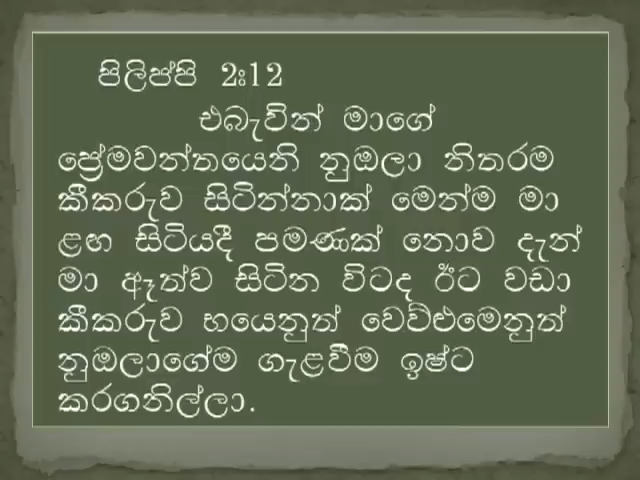 පිලිප්පි 2:12
එබැවින් මාගේ
ප්‍රේමවන්තයෙනි නුඹලා නිතරම
කීකරුව සිටින්නාක් මෙන්ම මා
ළඟ සිටියදී පමණක් නොව දැන්
මා ඈත්ව සිටින විටද ඊට වඩා
කීකරුව භයෙනුත් වෙව්ළුමෙනුත්
නුඹලාගේම ගැළවීම ඉෂ්ට
කරගනිල්ලා.